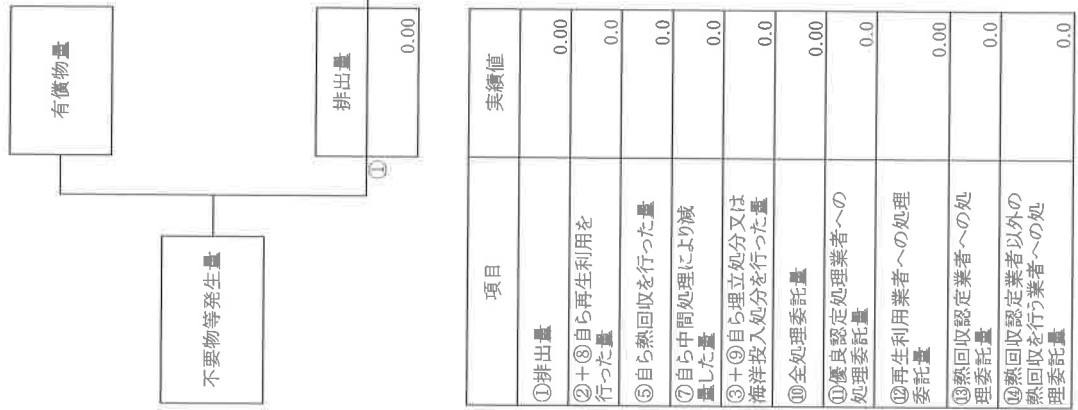 有償物量
不要物等発生量
排出量
①
0.00
項目
実績値
①排出量
0.00
②+⑧自ら再生利用を
行った量
0.0
⑤自ら熱回収を行った量
0.0
⑦自ら中間処理により減
量した量
0.0
③+⑨自ら埋立処分又は
海洋投入処分を行った量
0.0
⑩全処理委託量
0.00
⑪優良認定処理業者への
処理委託量
0.0
⑫再生利用業者への処理
委託量
0.00
⑬熱回収認定業者への処
理委託量
0.0
⑭熱回収認定業者以外の
熱回収を行う業者への処
理委託量
0.0